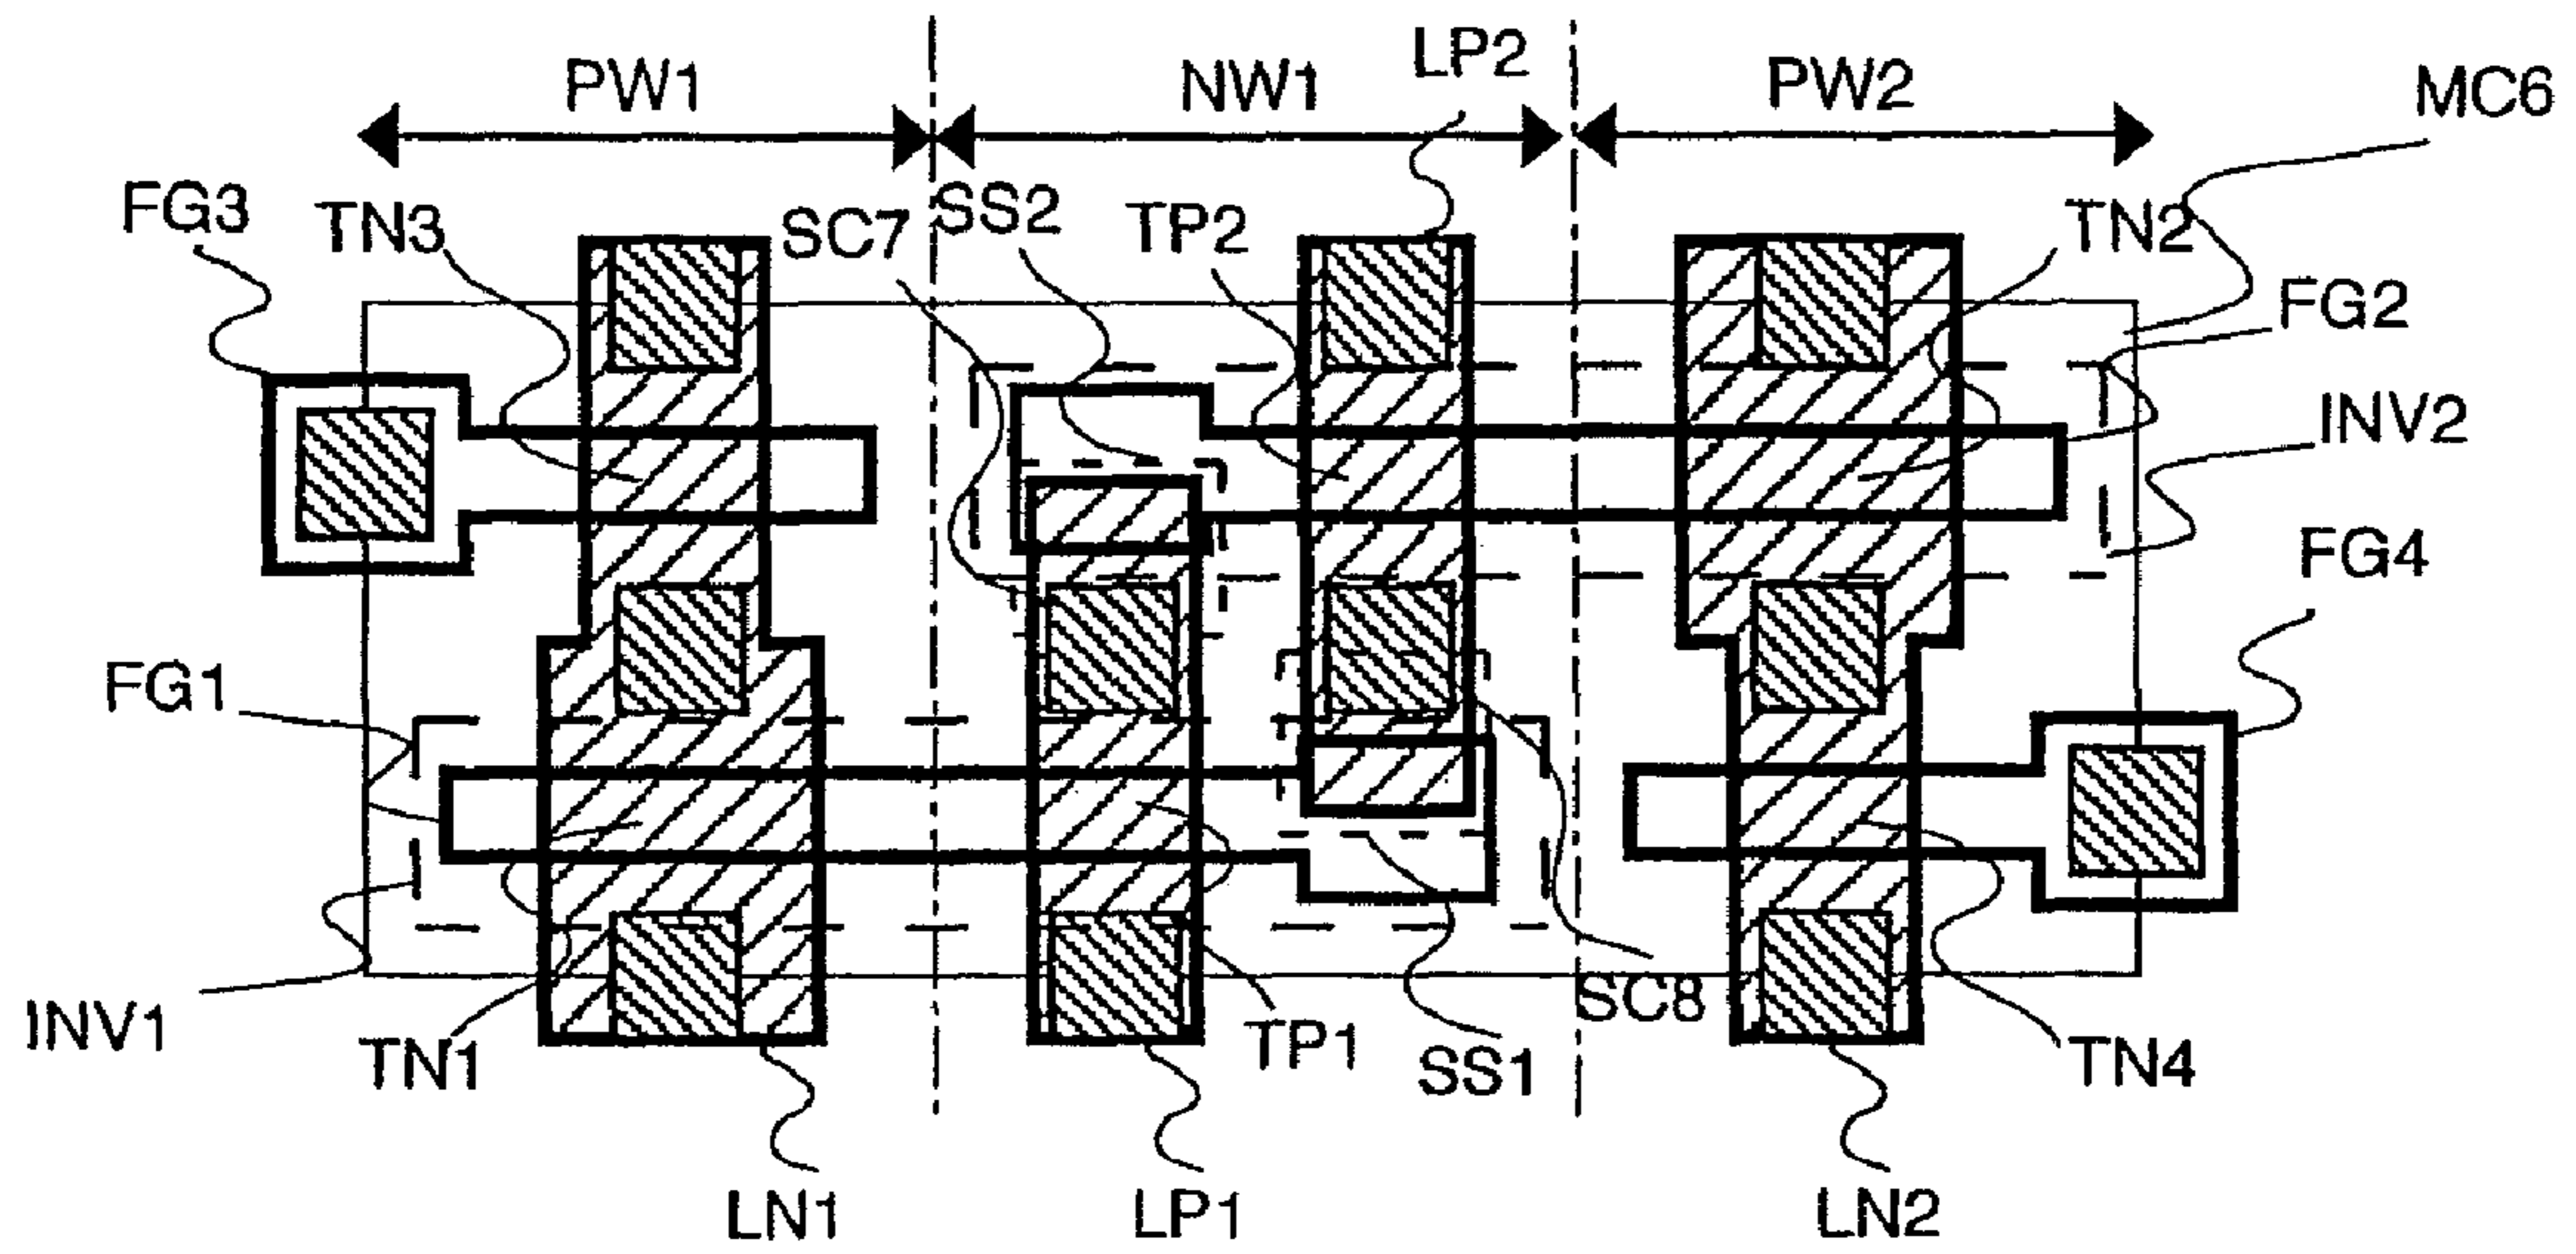 LP2
PW1
NW1
PW2
MC6
FG3
TN3
SC7
SS2
TP2
TN2
FG2
INV2
FG4
FG1
INV1
TN1
TP1
SS1
SC8
TN4
LN1
LP1
LN2